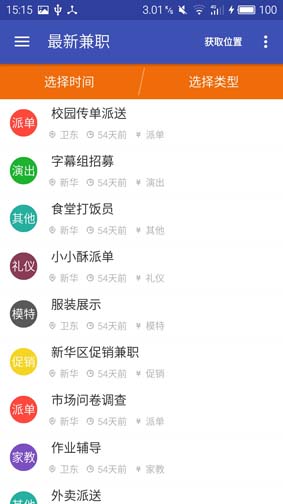 15:15 3.01 % 4G 100
最新兼职 获取位置
选择时间 选择类型
派单 校园传单派送
卫东 54天前 ¥ 派单
演出 字幕组招募
新华 54天前 ¥ 演出
其他 食堂打饭员
新华 54天前 ¥ 其他
礼仪 小小酥派单
新华 54天前 ¥ 礼仪
模特 服装展示
卫东 54天前 ¥ 模特
促销 新华区促销兼职
新华 54天前 ¥ 促销
派单 市场问卷调查
新华 54天前 ¥ 派单
家教 作业辅导
卫东 54天前 ¥ 家教
外卖派送